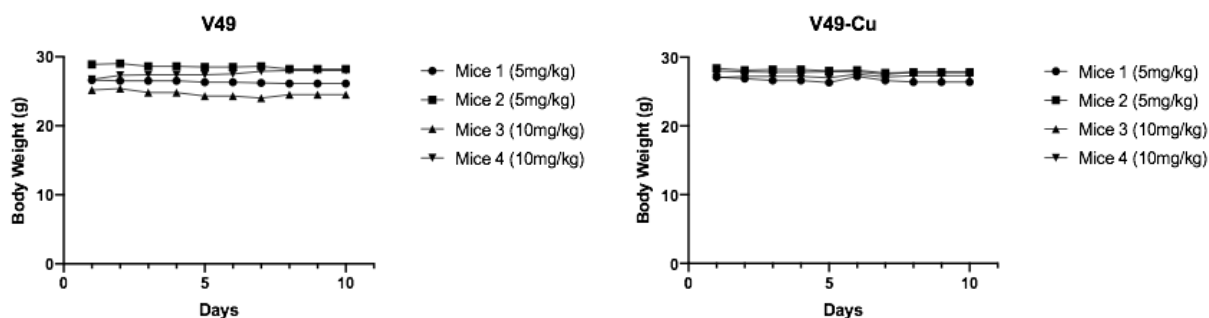 V49
Body Weight (g)
30
20
10
0
0
5
10
Days
Mice 1 (5mg/kg)
Mice 2 (5mg/kg)
Mice 3 (10mg/kg)
Mice 4 (10mg/kg)
V49-Cu
Body Weight (g)
30
20
10
0
0
5
10
Days
Mice 1 (5mg/kg)
Mice 2 (5mg/kg)
Mice 3 (10mg/kg)
Mice 4 (10mg/kg)